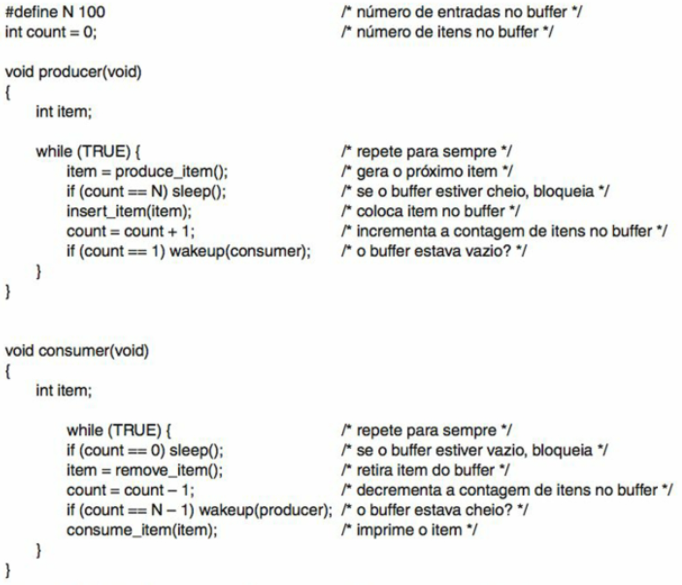 #define N 100 /* número de entradas no buffer */
int count = 0; /* número de itens no buffer */
void producer(void)
{
int item;
while (TRUE) { /* repete para sempre */
item = produce_item(); /* gera o próximo item */
if (count == N) sleep(); /* se o buffer estiver cheio, bloqueia */
insert_item(item); /* coloca item no buffer */
count = count + 1; /* incrementa a contagem de itens no buffer */
if (count == 1) wakeup(consumer); /* o buffer estava vazio? */
}
}
void consumer(void)
{
int item;
while (TRUE) { /* repete para sempre */
if (count == 0) sleep(); /* se o buffer estiver vazio, bloqueia */
item = remove_item(); /* retira item do buffer */
count = count – 1; /* decrementa a contagem de itens no buffer */
if (count == N – 1) wakeup(producer); /* o buffer estava cheio? */
consume_item(item); /* imprime o item */
}
}